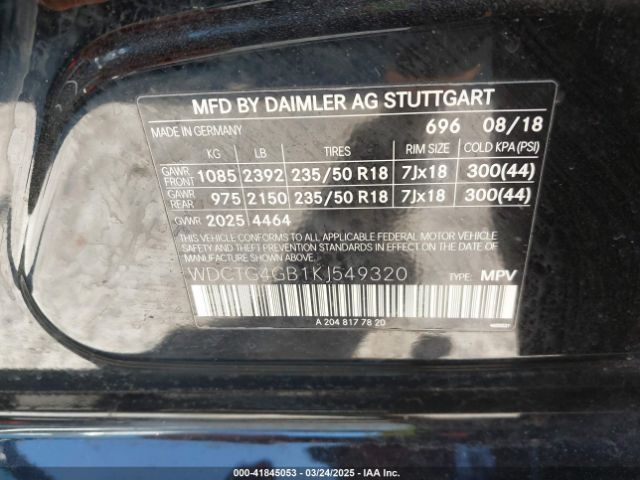 MFD BY DAIMLER AG STUTTGART
MADE IN GERMANY 696 08/18
KG LB TIRES RIM SIZE COLD KPA (PSI)
GAWR FRONT 1085 2392 235/50 R18 7Jx18 300(44)
GAWR REAR 975 2150 235/50 R18 7Jx18 300(44)
GVWR 2025 4464
THIS VEHICLE CONFORMS TO ALL APPLICABLE FEDERAL MOTOR VEHICLE
SAFETY AND THEFT PREVENTION STANDARDS IN EFFECT ON THE DATE OF
MANUFACTURE SHOWN ABOVE.
WDCTG4GB1KJ549320 TYPE: MPV
A 204 817 78 20
000-41845053 - 03/24/2025 - IAA Inc.